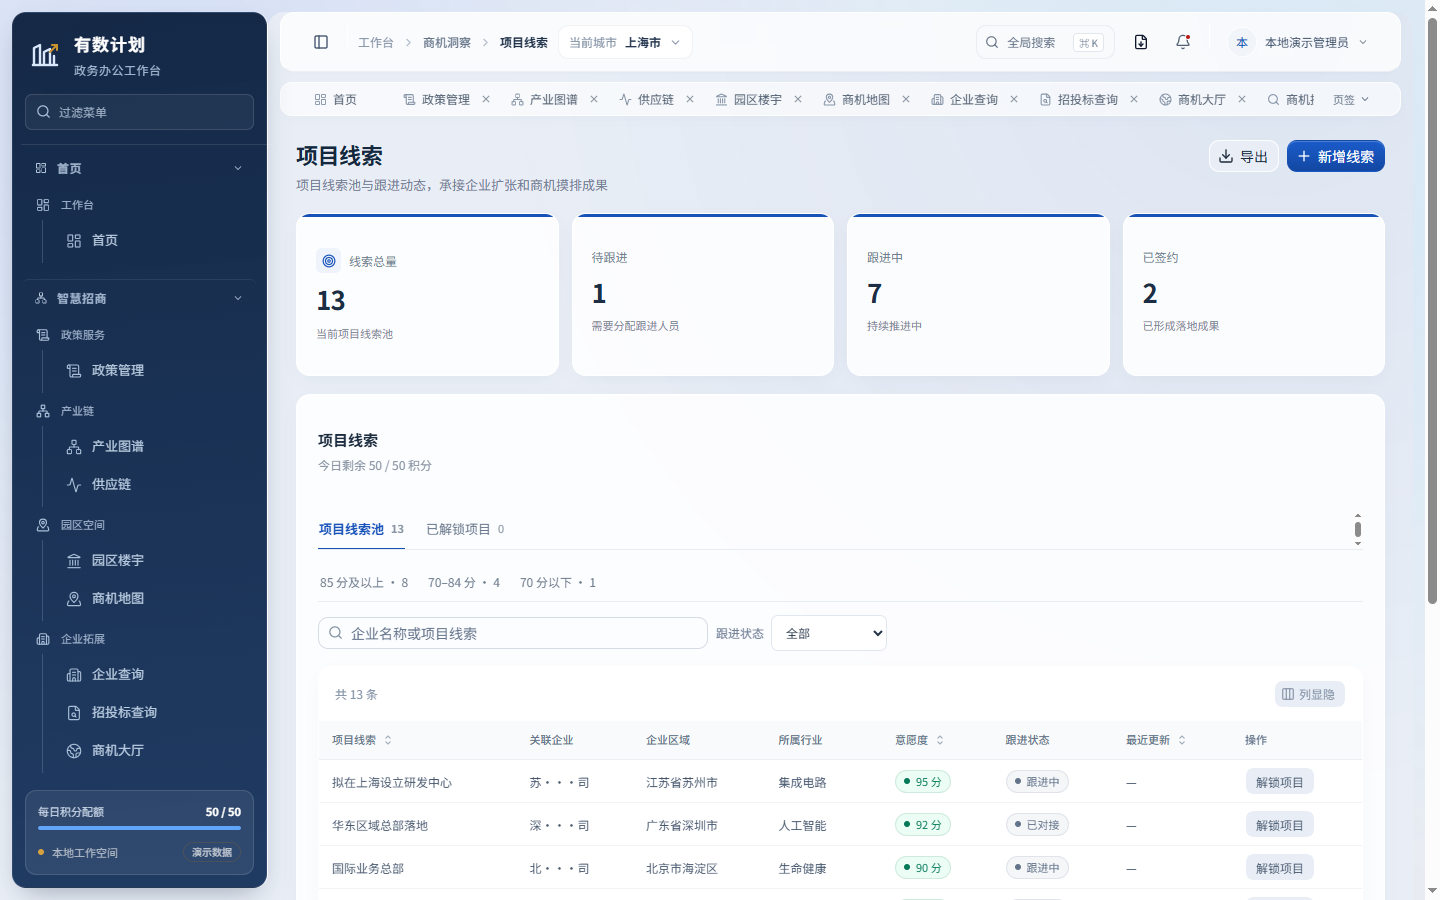 有数计划
政务办公工作台
过滤菜单
首页
工作台
首页
智慧招商
政策服务
政策管理
产业链
产业图谱
供应链
园区空间
园区楼宇
商机地图
企业拓展
企业查询
招投标查询
商机大厅
每日积分配额 50 / 50
本地工作空间 演示数据
工作台 商机洞察 项目线索 当前城市 上海市
全局搜索 ⌘K 本 本地演示管理员
首页 政策管理 产业图谱 供应链 园区楼宇 商机地图 企业查询 招投标查询 商机大厅 商机 页签
项目线索
项目线索池与跟进动态，承接企业扩张和商机摸排成果
导出 新增线索
线索总量
13
当前项目线索池
待跟进
1
需要分配跟进人员
跟进中
7
持续推进中
已签约
2
已形成落地成果
项目线索
今日剩余 50 / 50 积分
项目线索池 13 已解锁项目 0
85 分及以上 · 8 70–84 分 · 4 70 分以下 · 1
企业名称或项目线索 跟进状态 全部
共 13 条 列显隐
项目线索 关联企业 企业区域 所属行业 意愿度 跟进状态 最近更新 操作
拟在上海设立研发中心 苏···司 江苏省苏州市 集成电路 95 分 跟进中 — 解锁项目
华东区域总部落地 深···司 广东省深圳市 人工智能 92 分 已对接 — 解锁项目
国际业务总部 北···司 北京市海淀区 生命健康 90 分 跟进中 — 解锁项目